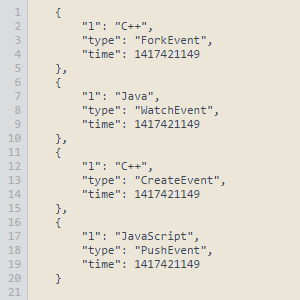 1 {
2 "l": "C++",
3 "type": "ForkEvent",
4 "time": 1417421149
5 },
6 {
7 "l": "Java",
8 "type": "WatchEvent",
9 "time": 1417421149
10 },
11 {
12 "l": "C++",
13 "type": "CreateEvent",
14 "time": 1417421149
15 },
16 {
17 "l": "JavaScript",
18 "type": "PushEvent",
19 "time": 1417421149
20 }
21